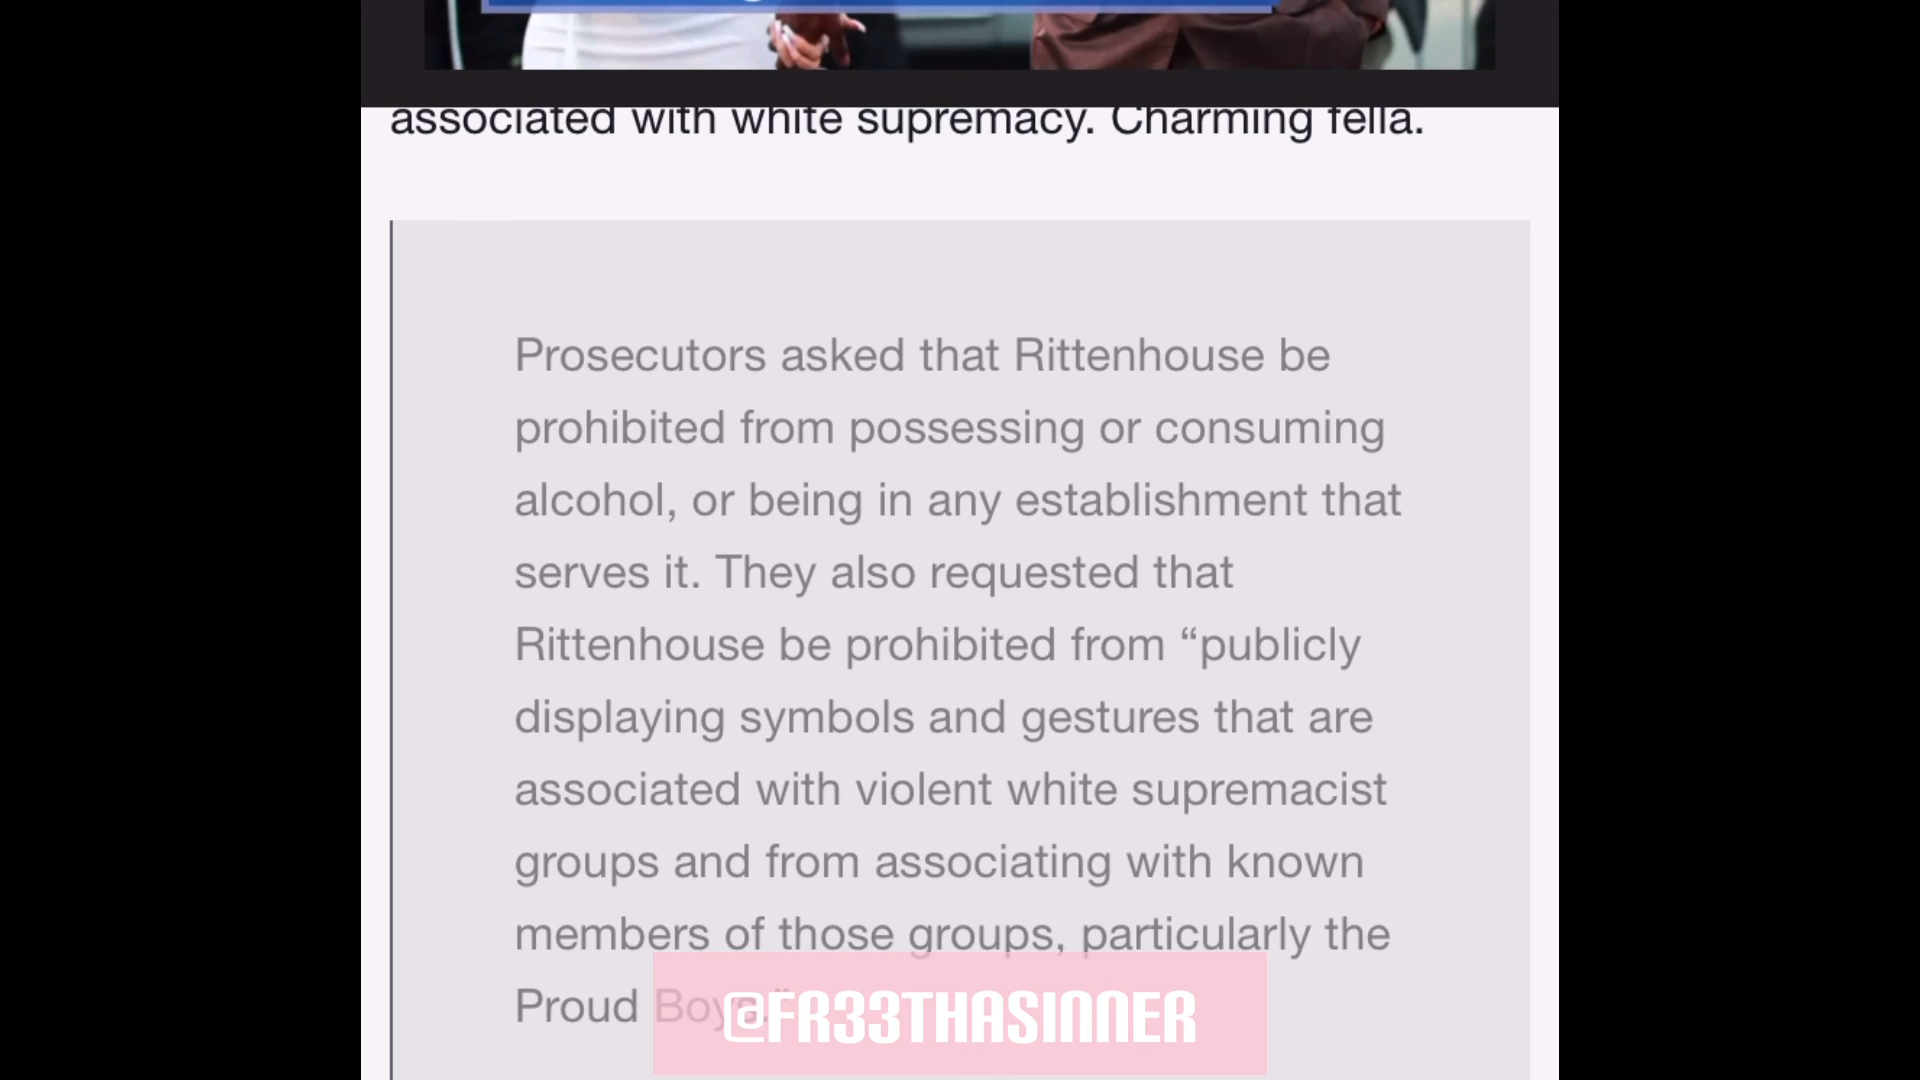 associated with white supremacy. Charming fella.
Prosecutors asked that Rittenhouse be
prohibited from possessing or consuming
alcohol, or being in any establishment that
serves it. They also requested that
Rittenhouse be prohibited from “publicly
displaying symbols and gestures that are
associated with violent white supremacist
groups and from associating with known
members of those groups, particularly the
Proud Boys.”
@FR33THASINNER